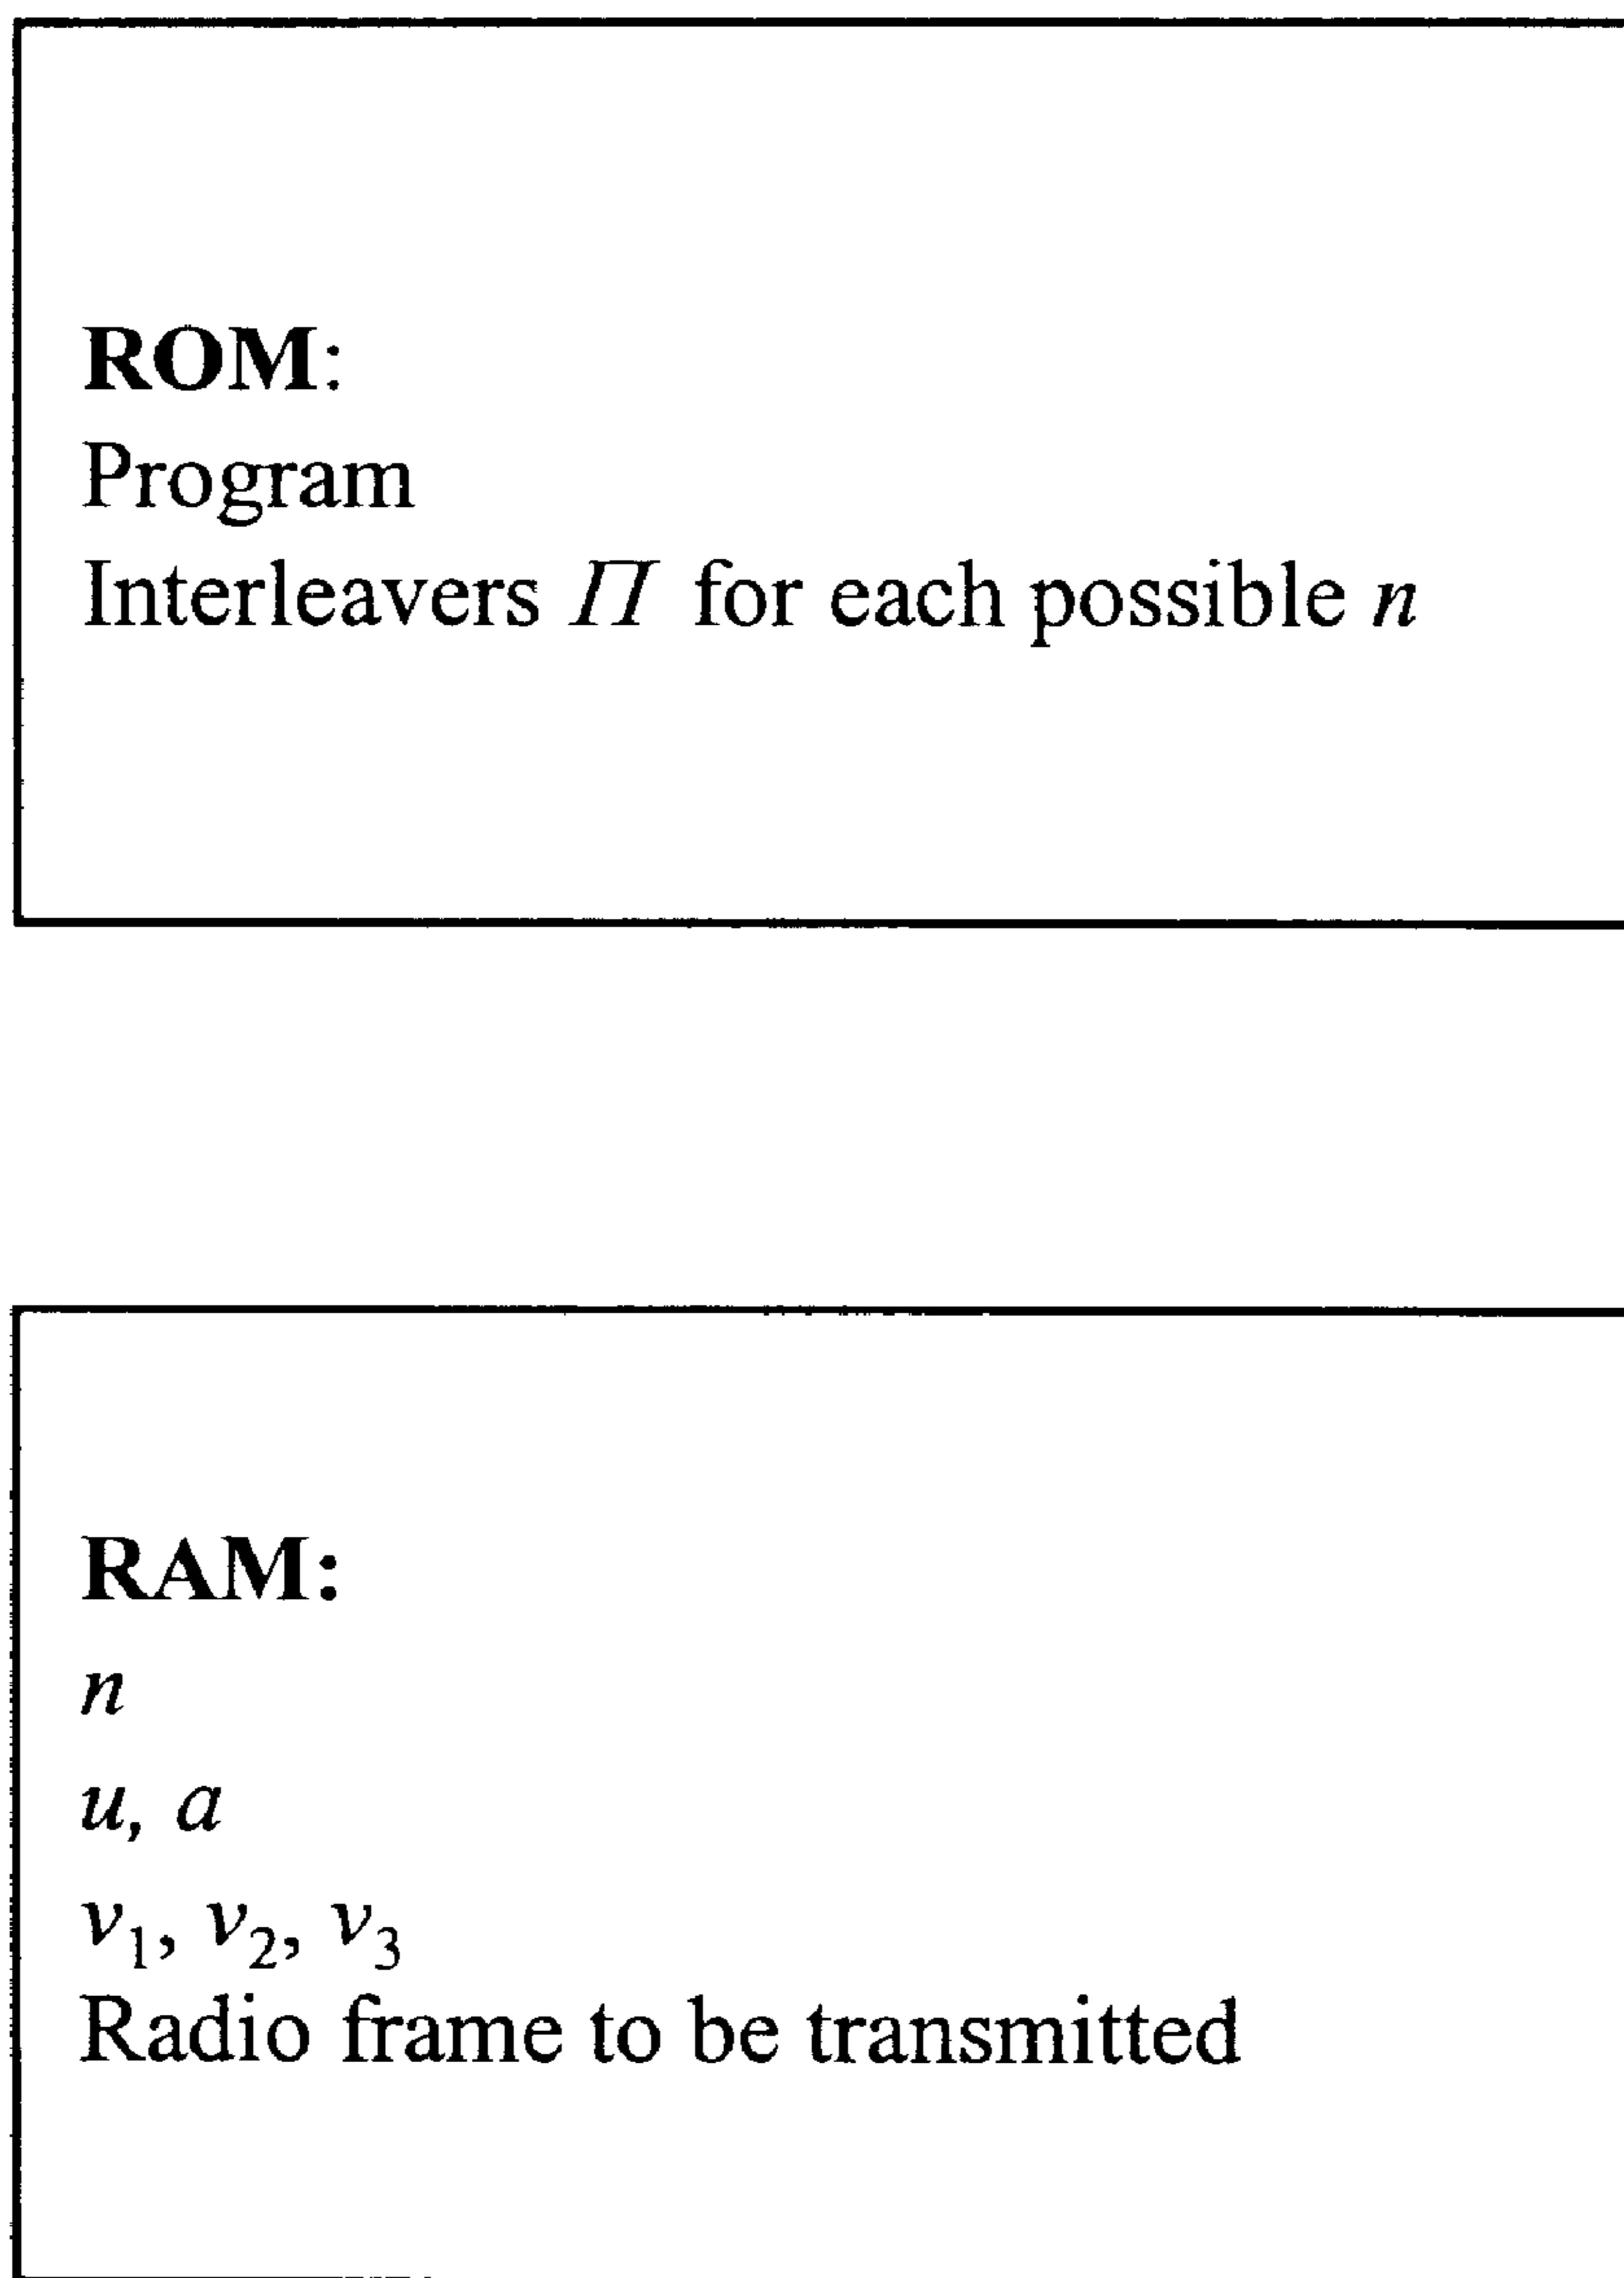 ROM:
Program
Interleavers Π for each possible n
RAM:
n
u, a
v₁, v₂, v₃
Radio frame to be transmitted